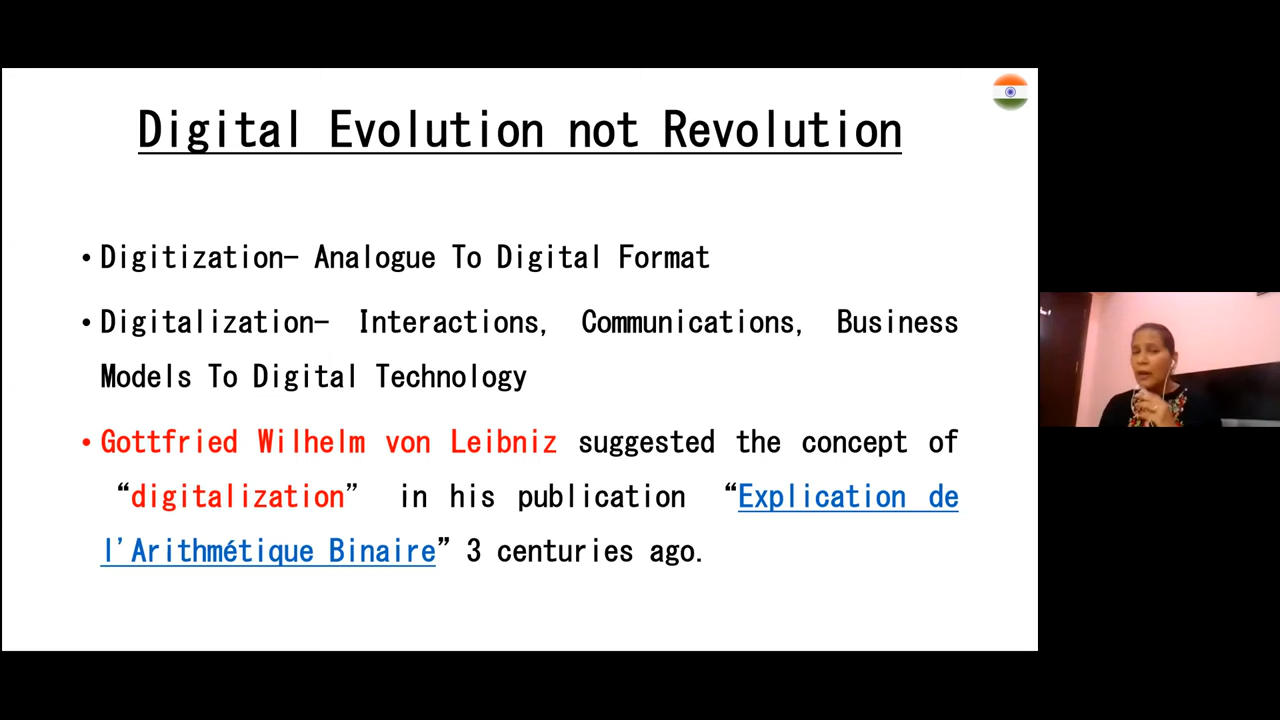 Digital Evolution not Revolution
•Digitization- Analogue To Digital Format
•Digitalization- Interactions, Communications, Business
Models To Digital Technology
•Gottfried Wilhelm von Leibniz suggested the concept of
“digitalization” in his publication “Explication de
l'Arithmétique Binaire” 3 centuries ago.